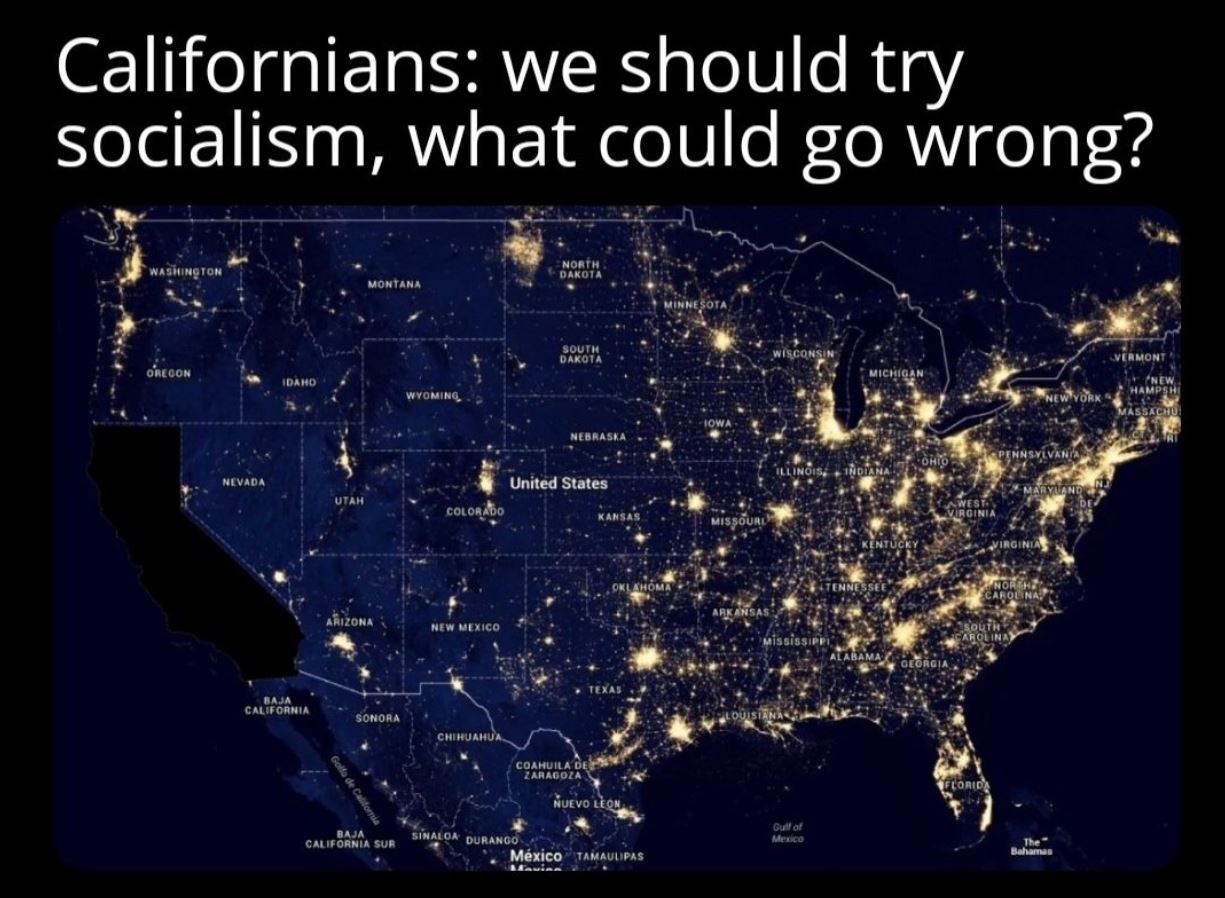 Californians: we should try
socialism, what could go wrong?
WASHINGTON
MONTANA
NORTH
DAKOTA
MINNESOTA
OREGON
IDAHO
WYOMING
SOUTH
DAKOTA
WISCONSIN
MICHIGAN
VERMONT
NEW
HAMPSH
NEW YORK
MASSACHU
RI
NEVADA
UTAH
COLORADO
NEBRASKA
United States
IOWA
ILLINOIS
INDIANA
OHIO
PENNSYLVANIA
MARYLAND
NJ
DE
KANSAS
MISSOURI
WEST
VIRGINIA
KENTUCKY
VIRGINIA
ARIZONA
NEW MEXICO
OKLAHOMA
ARKANSAS
TENNESSEE
NORTH
CAROLINA
MISSISSIPPI
ALABAMA
GEORGIA
SOUTH
CAROLINA
TEXAS
LOUISIANA
FLORIDA
BAJA
CALIFORNIA
SONORA
CHIHUAHUA
COAHUILA DE
ZARAGOZA
NUEVO LEÓN
Golfo de California
BAJA
CALIFORNIA SUR
SINALOA
DURANGO
México
Mexico
TAMAULIPAS
Gulf of
Mexico
The
Bahamas